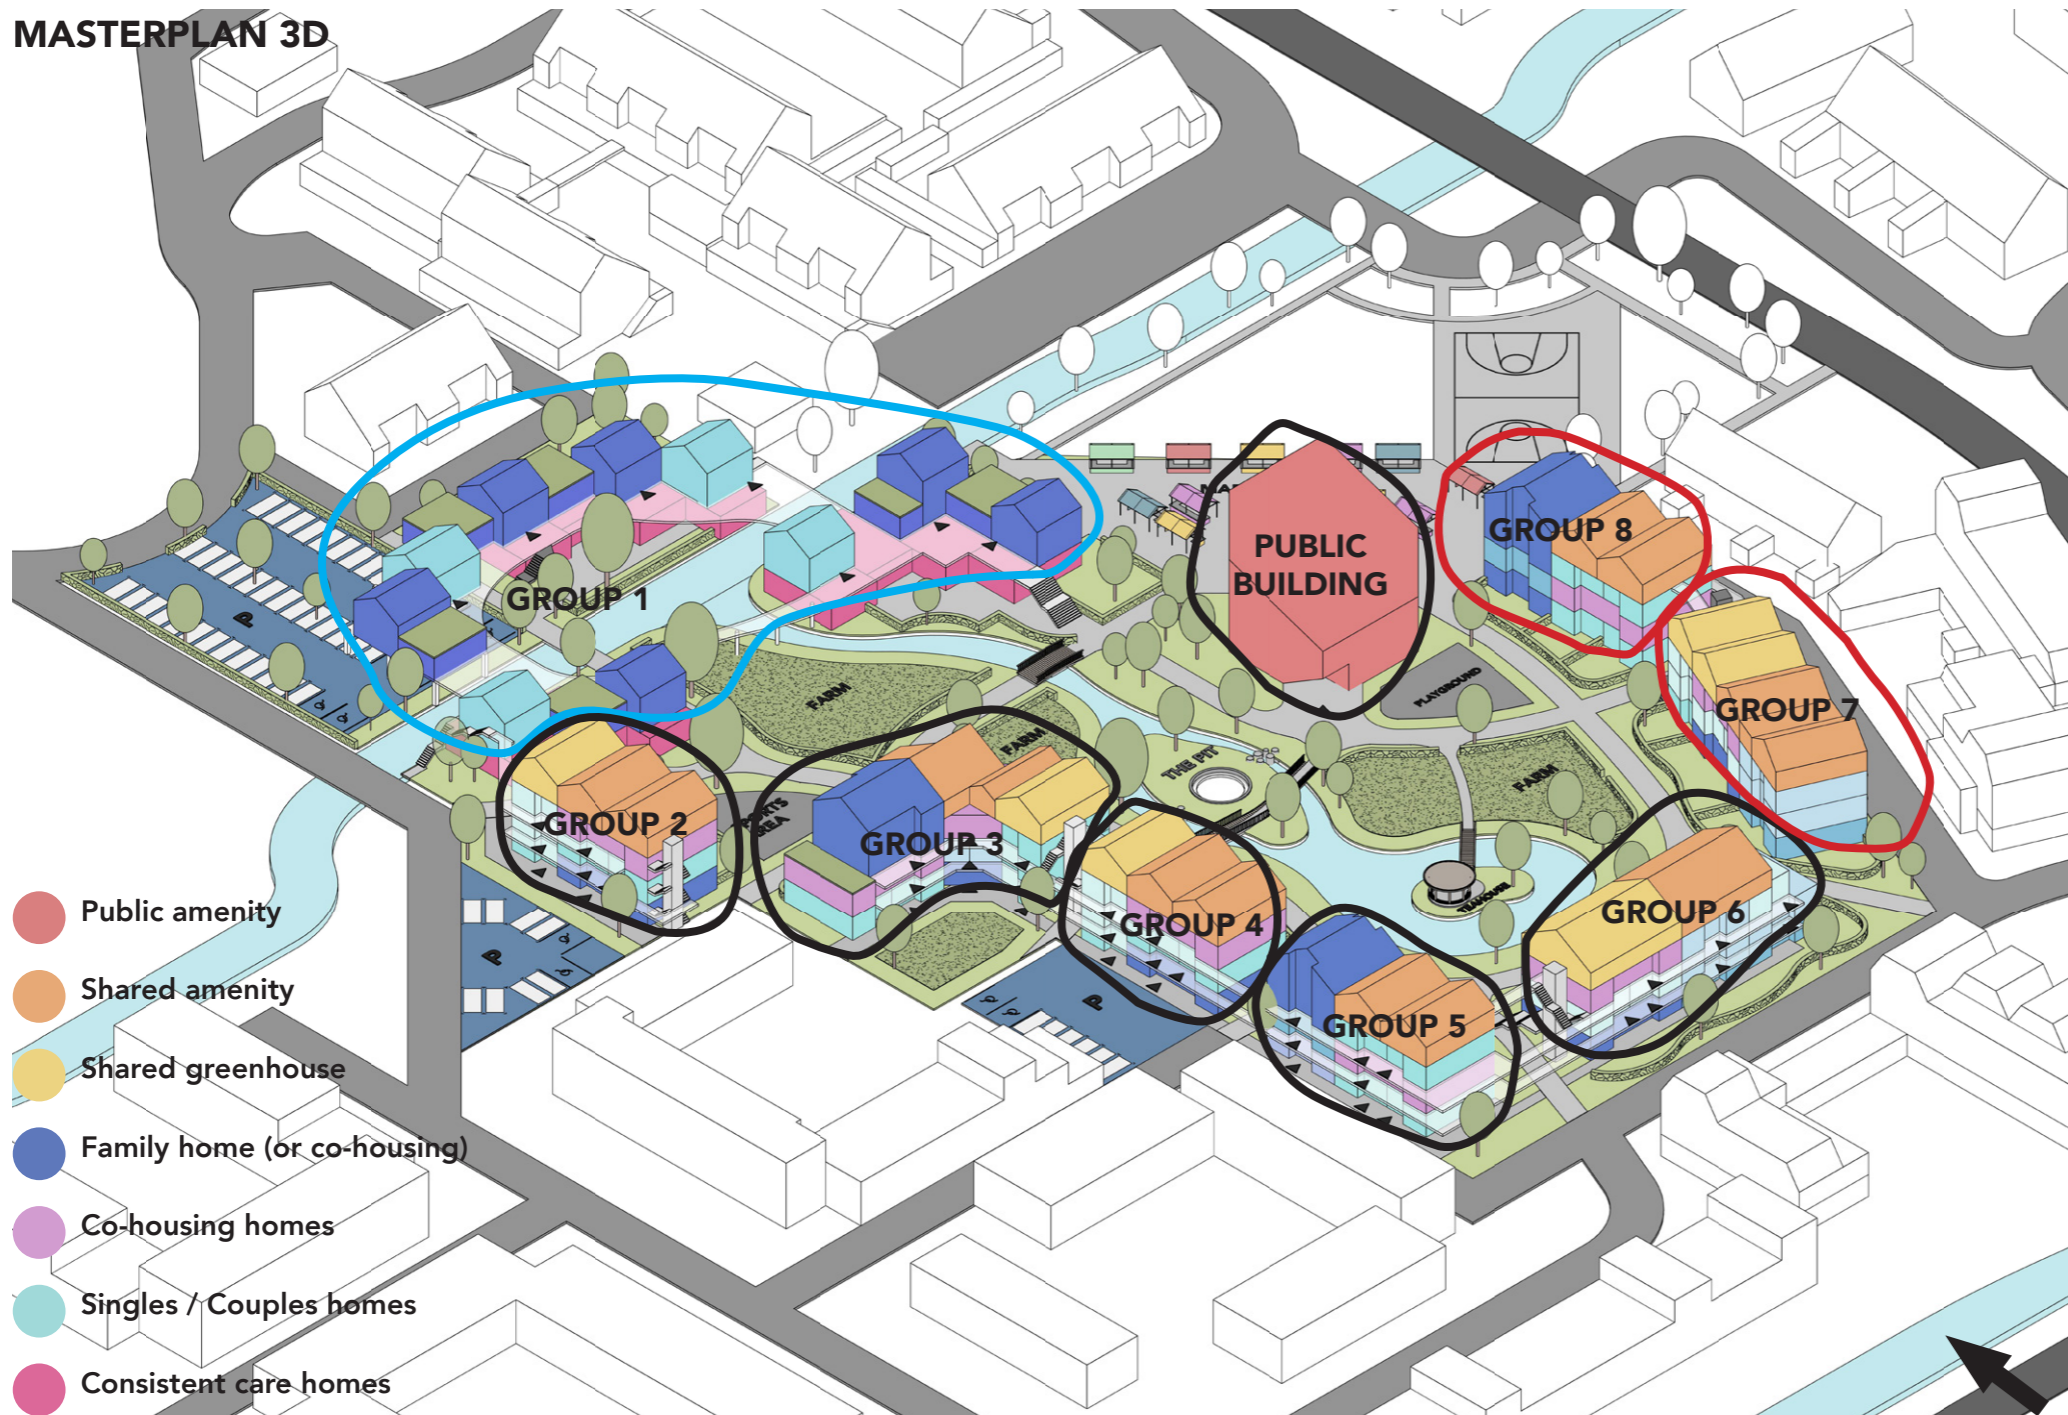 MASTERPLAN 3D
MA
GROUP 8
PUBLIC
BUILDING
GROUP 1
P
FARM
PLAYGROUND
GROUP 7
FARM
THE PIT
FARM
GROUP 2
GROUP 3
GROUP 4
GROUP 6
TEAHOUSE
P
P
GROUP 5
Public amenity
Shared amenity
Shared greenhouse
Family home (or co-housing)
Co-housing homes
Singles / Couples homes
Consistent care homes